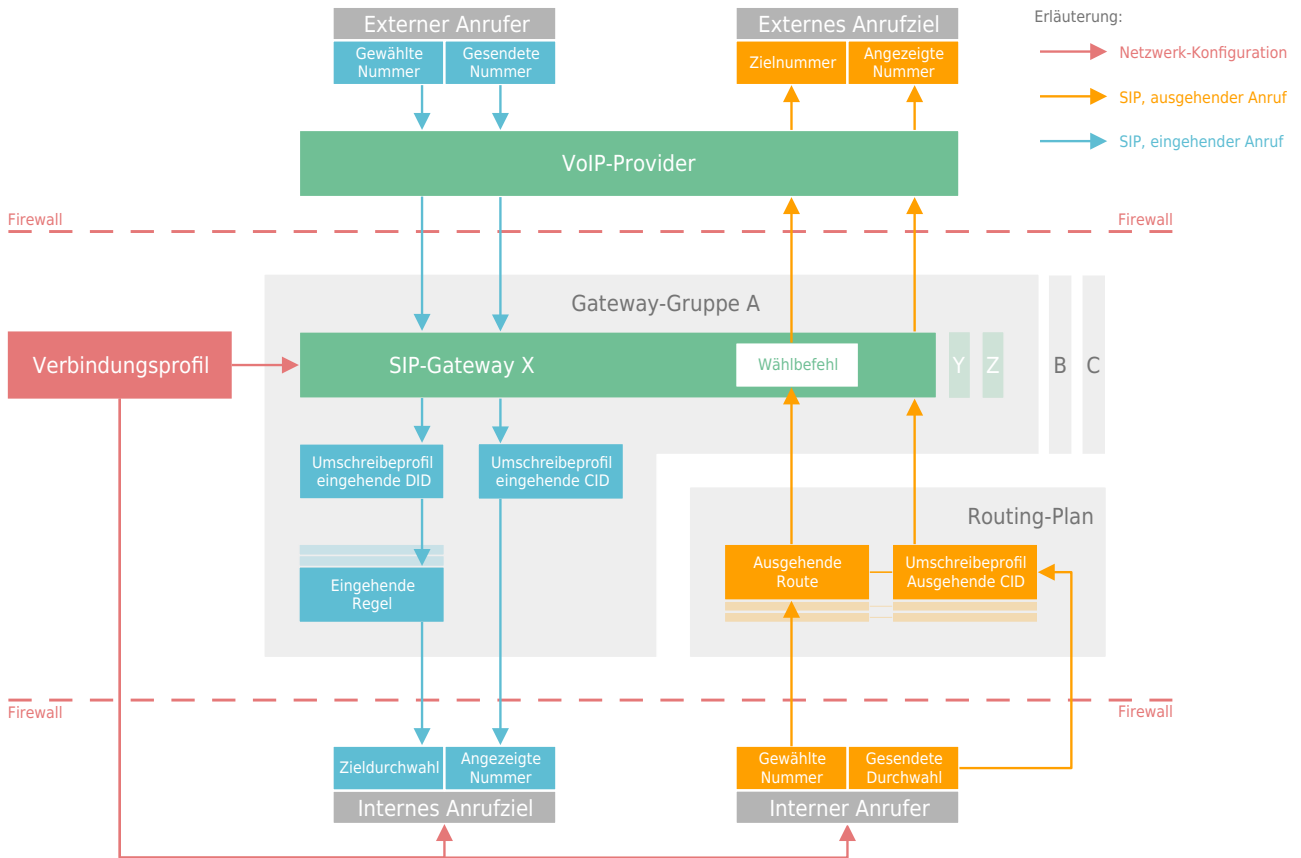 Externer Anrufer
Gewählte
Nummer
Gesendete
Nummer
Externes Anrufziel
Zielnummer
Angezeigte
Nummer
Erläuterung:
Netzwerk-Konfiguration
SIP, ausgehender Anruf
SIP, eingehender Anruf
VoIP-Provider
Firewall
Firewall
Gateway-Gruppe A
Verbindungsprofil
SIP-Gateway X
Wählbefehl
Y
Z
B
C
Umschreibeprofil
eingehende DID
Umschreibeprofil
eingehende CID
Routing-Plan
Eingehende
Regel
Ausgehende
Route
Umschreibeprofil
Ausgehende CID
Firewall
Firewall
Zieldurchwahl
Angezeigte
Nummer
Internes Anrufziel
Gewählte
Nummer
Gesendete
Durchwahl
Interner Anrufer